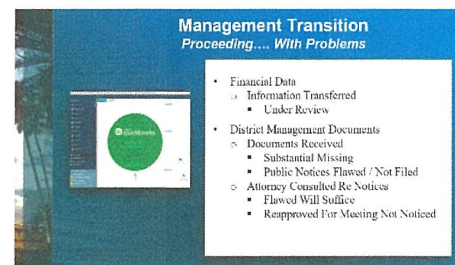 Management Transition
Proceeding.... With Problems
• Financial Data
o Information Transferred
▪ Under Review
• District Management Documents
o Documents Received
▪ Substantial Missing
▪ Public Notices Flawed / Not Filed
o Attorney Consulted Re Notices
▪ Flawed Will Suffice
▪ Reapproved For Meeting Not Noticed
quickbooks